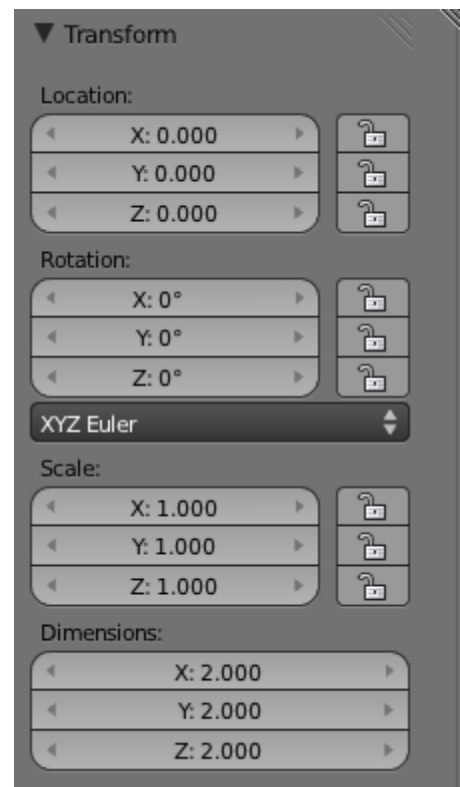 Transform
Location:
X: 0.000
Y: 0.000
Z: 0.000
Rotation:
X: 0°
Y: 0°
Z: 0°
XYZ Euler
Scale:
X: 1.000
Y: 1.000
Z: 1.000
Dimensions:
X: 2.000
Y: 2.000
Z: 2.000